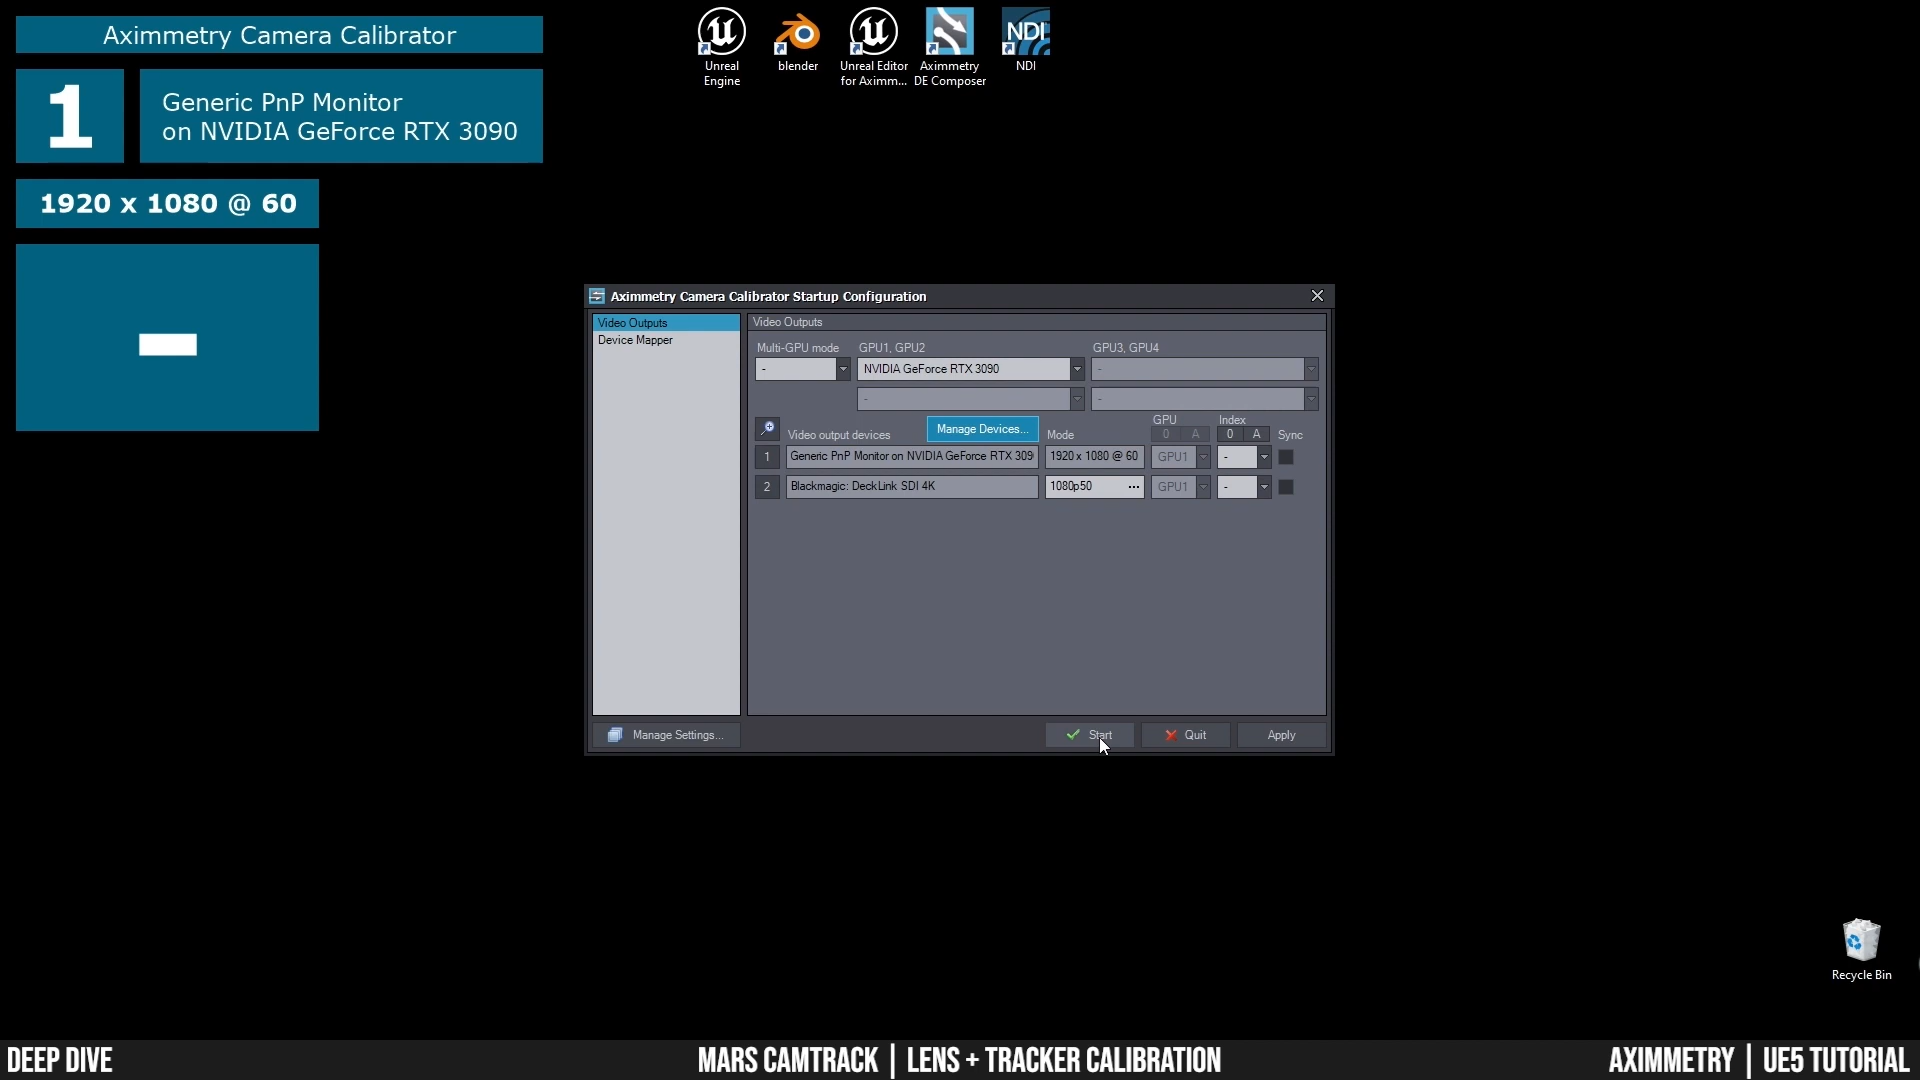 Aximmetry Camera Calibrator
1
Generic PnP Monitor
on NVIDIA GeForce RTX 3090
1920 x 1080 @ 60
-
Unreal
Engine
blender
Unreal Editor
for Aximm...
Aximmetry
DE Composer
NDI
NDI
Aximmetry Camera Calibrator Startup Configuration
Video Outputs
Device Mapper
Video Outputs
Multi-GPU mode
GPU1, GPU2
GPU3, GPU4
-
NVIDIA GeForce RTX 3090
-
-
-
Video output devices
Manage Devices...
Mode
GPU
0 A
Index
0 A
Sync
1
Generic PnP Monitor on NVIDIA GeForce RTX 309
1920 x 1080 @ 60
GPU1
-
2
Blackmagic: DeckLink SDI 4K
1080p50
...
GPU1
-
Manage Settings...
Start
Quit
Apply
Recycle Bin
DEEP DIVE
MARS CAMTRACK | LENS + TRACKER CALIBRATION
AXIMMETRY | UE5 TUTORIAL